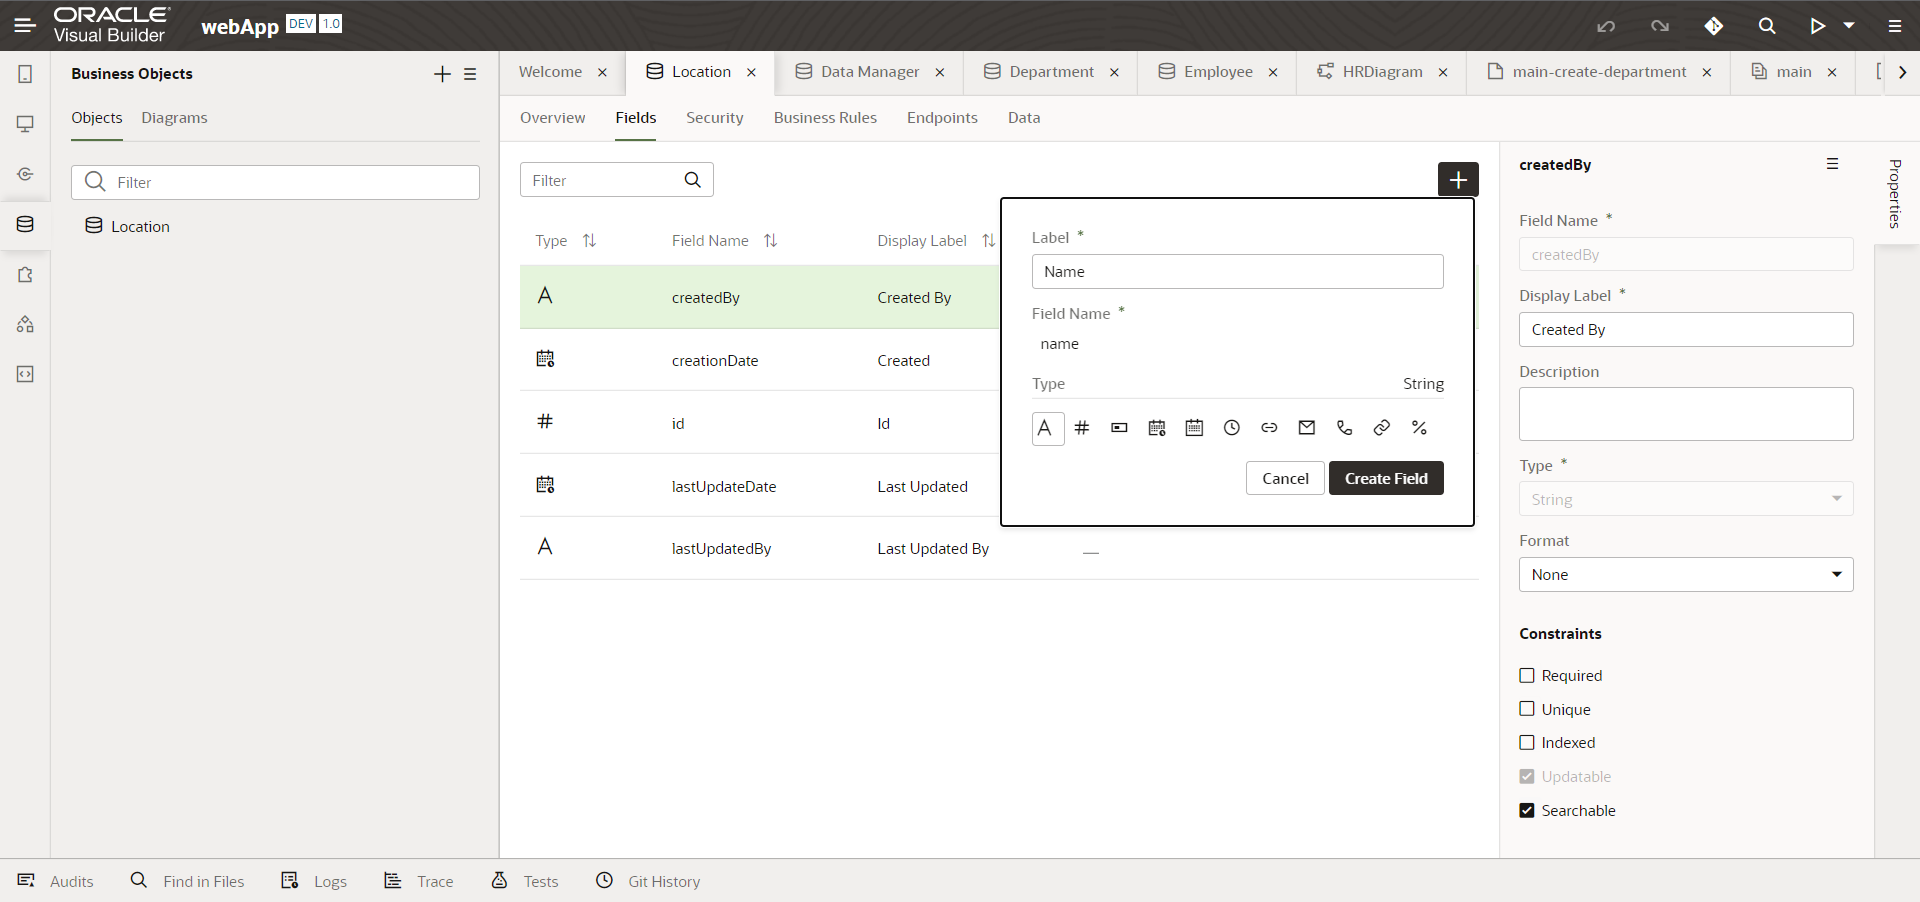 ORACLE®
Visual Builder
webApp DEV 1.0
Business Objects
Objects Diagrams
Filter
Location
Welcome Location Data Manager Department Employee HRDiagram main-create-department main
Overview Fields Security Business Rules Endpoints Data
Filter
Type Field Name Display Label
createdBy Created By
creationDate Created
id Id
lastUpdateDate Last Updated
lastUpdatedBy Last Updated By
Label *
Name
Field Name *
name
Type String
Cancel Create Field
createdBy
Field Name *
createdBy
Display Label *
Created By
Description
Type *
String
Format
None
Constraints
Required
Unique
Indexed
Updatable
Searchable
Properties
Audits Find in Files Logs Trace Tests Git History